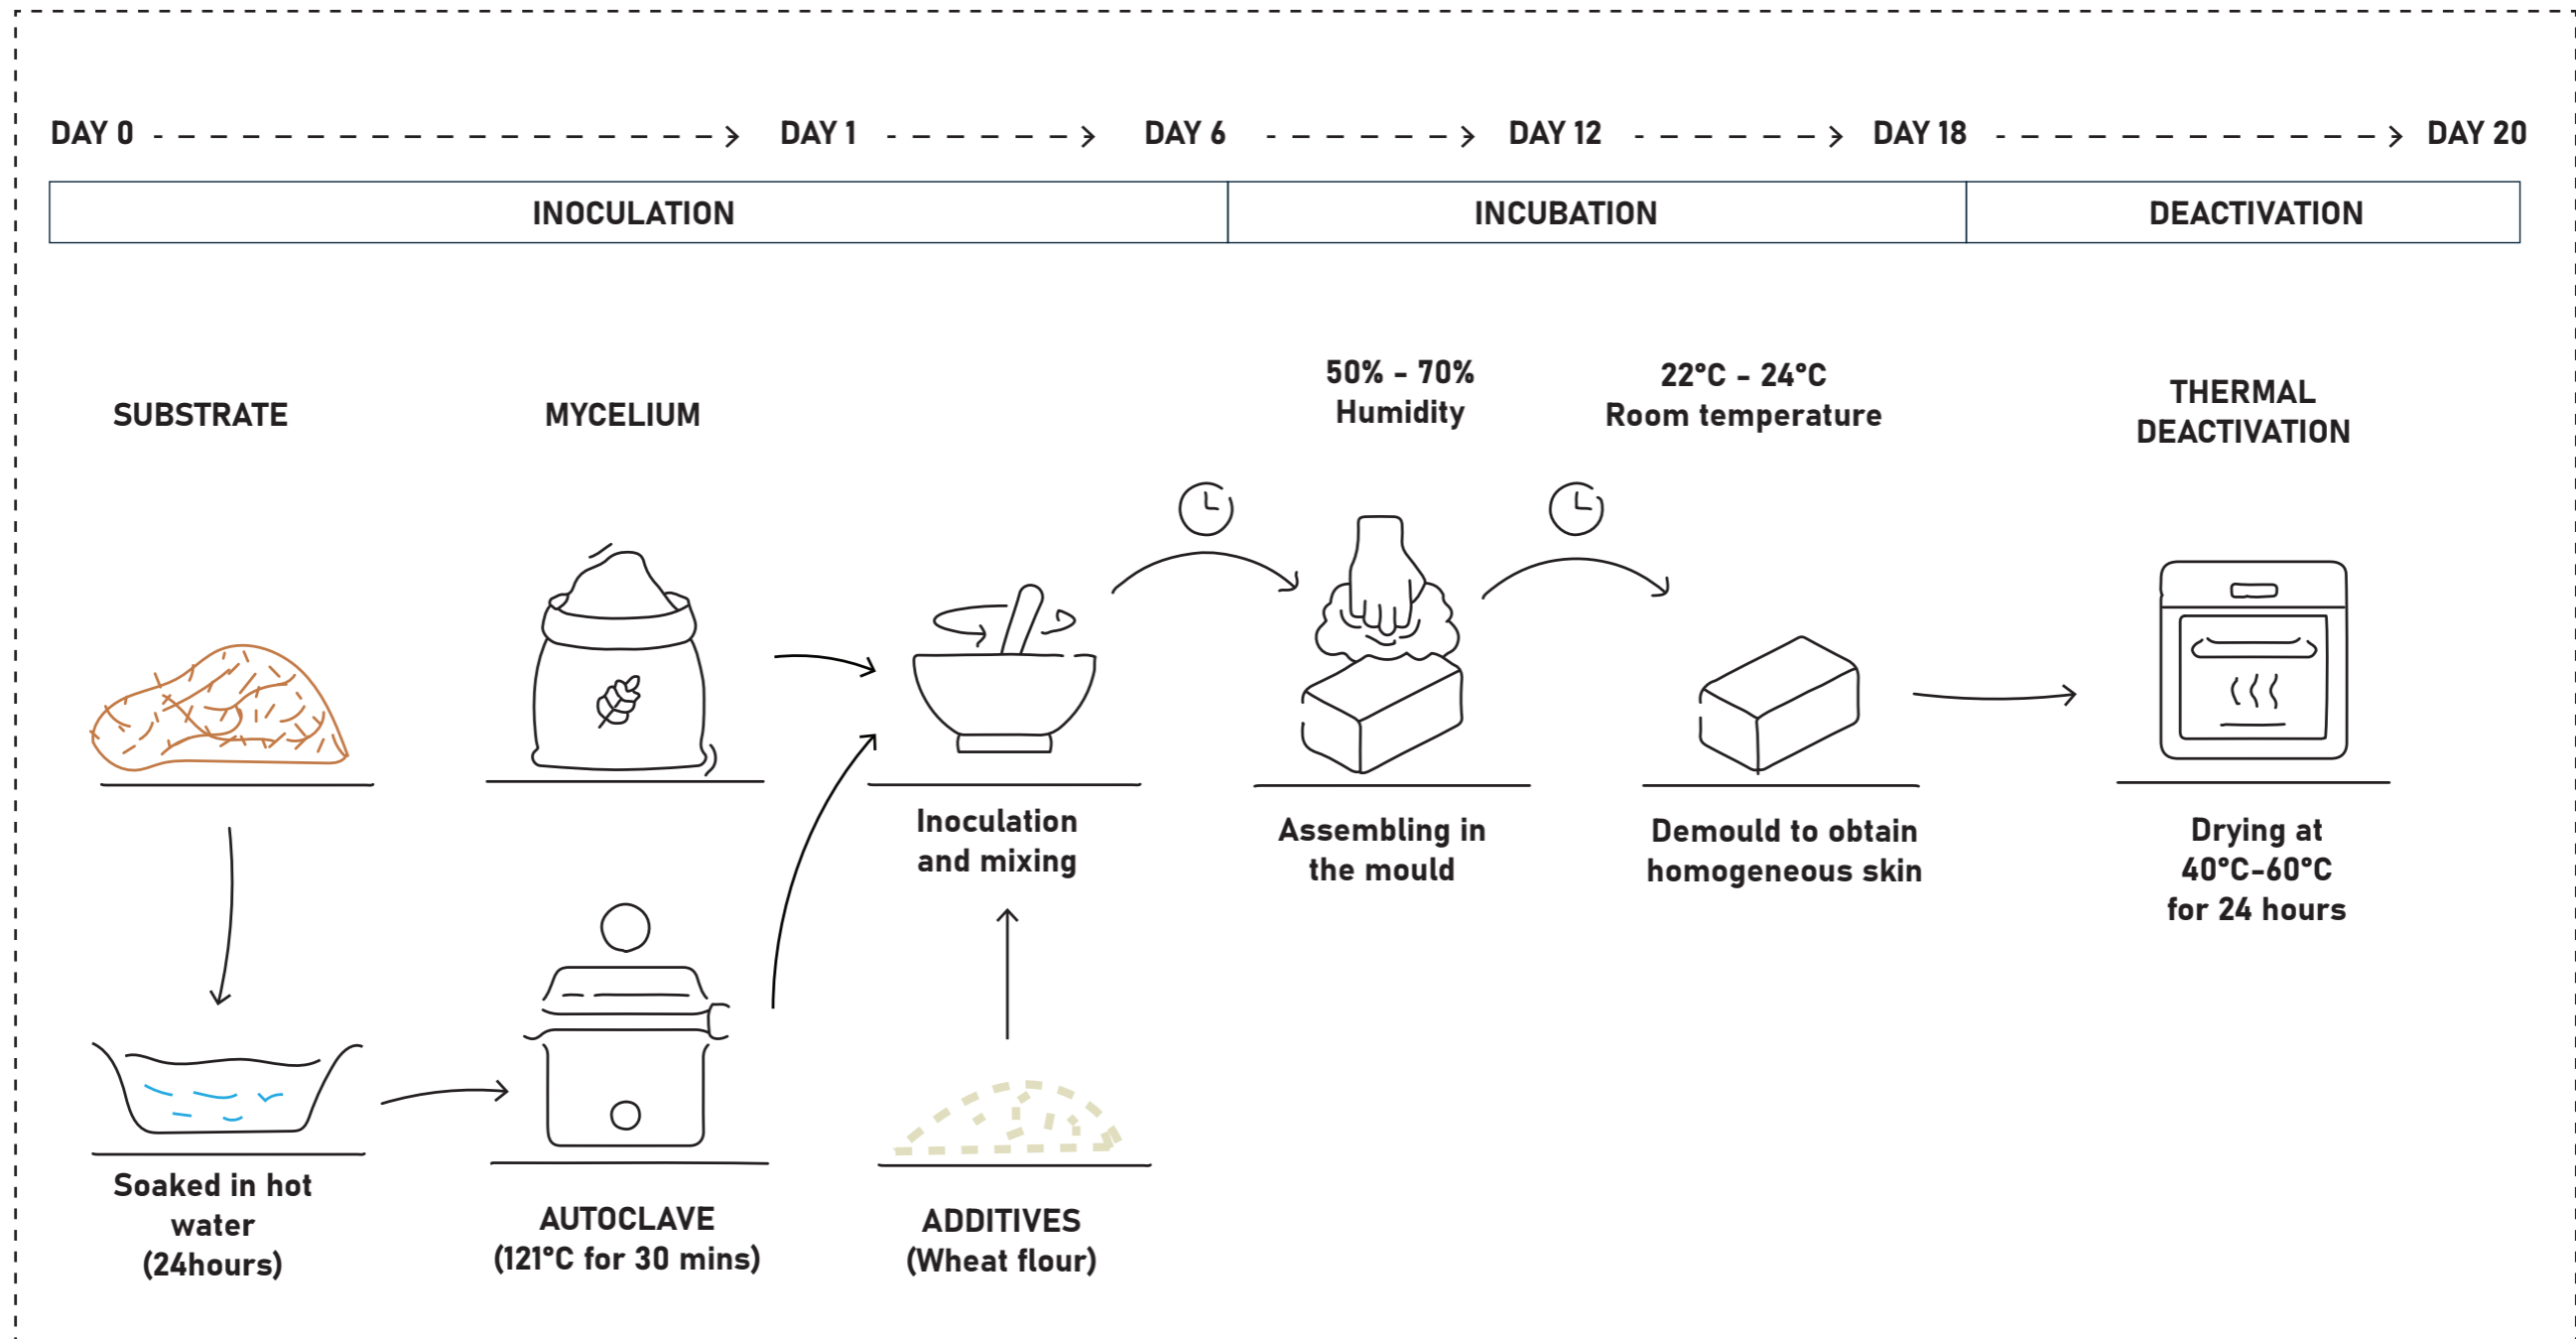 DAY 0
DAY 1
DAY 6
DAY 12
DAY 18
DAY 20
INOCULATION
INCUBATION
DEACTIVATION
SUBSTRATE
MYCELIUM
50% - 70%
Humidity
22°C - 24°C
Room temperature
THERMAL
DEACTIVATION
Inoculation
and mixing
Assembling in
the mould
Demould to obtain
homogeneous skin
Drying at
40°C-60°C
for 24 hours
Soaked in hot
water
(24hours)
AUTOCLAVE
(121°C for 30 mins)
ADDITIVES
(Wheat flour)